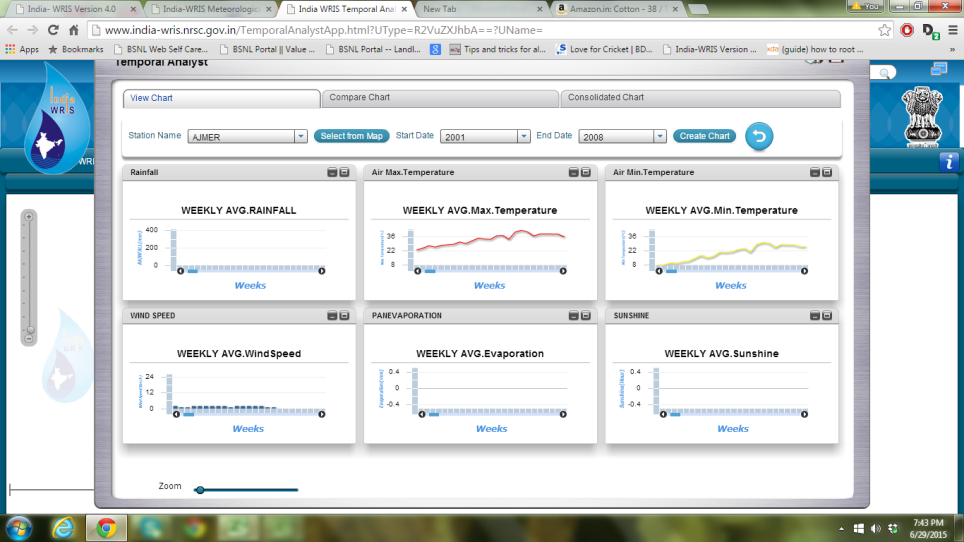 India- WRIS Version 4.0
India-WRIS Meteorologic
India WRIS Temporal Anal
New Tab
Amazon.in: Cotton - 38 / T
You
www.india-wris.nrsc.gov.in/TemporalAnalystApp.html?UType=R2VuZXJhbA==?UName=
Apps
Bookmarks
BSNL Web Self Care...
BSNL Portal || Value ...
BSNL Portal -- Landl...
Tips and tricks for al...
Love for Cricket | BD...
India-WRIS Version ...
(guide) how to root ...
»
Temporal Analyst
India
WRIS
View Chart
Compare Chart
Consolidated Chart
Station Name
AJMER
Select from Map
Start Date
2001
End Date
2008
Create Chart
Rainfall
Air Max.Temperature
Air Min.Temperature
WEEKLY AVG.RAINFALL
WEEKLY AVG.Max.Temperature
WEEKLY AVG.Min.Temperature
400
200
0
36
22
8
36
22
8
Weeks
Weeks
Weeks
WIND SPEED
PANEVAPORATION
SUNSHINE
WEEKLY AVG.WindSpeed
WEEKLY AVG.Evaporation
WEEKLY AVG.Sunshine
24
12
0
0.4
0
-0.4
Evaporation(mm)
0.4
0
-0.4
Sunshine(Hour)
Weeks
Weeks
Weeks
Zoom
7:43 PM
6/29/2015